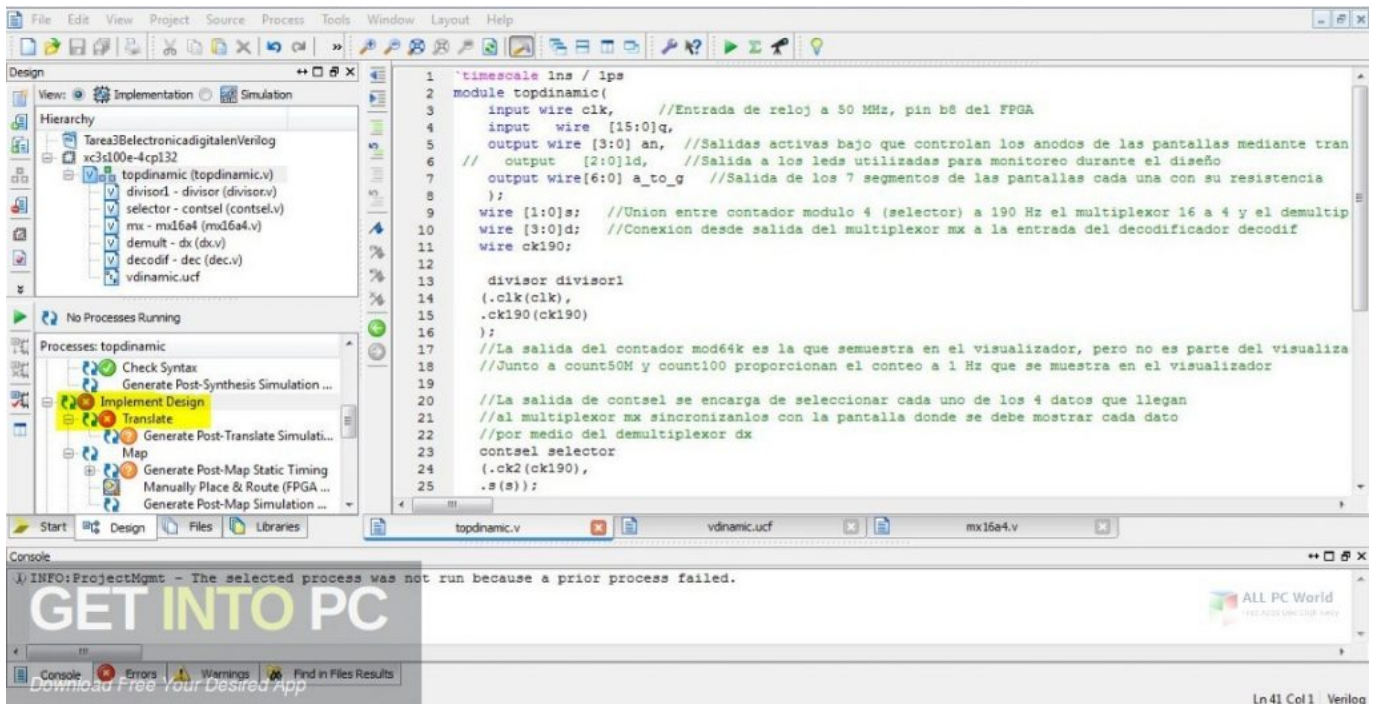 File Edit View Project Source Process Tools Window Layout Help
Design
View: Implementation Simulation
Hierarchy
Tarea3BelectronicadigitalenVerilog
xc3s100e-4cp132
topdinamic (topdinamic.v)
divisor1 - divisor (divisor.v)
selector - contsel (contsel.v)
mx - mx16a4 (mx16a4.v)
demult - dx (dx.v)
decodif - dec (dec.v)
vdinamic.ucf
No Processes Running
Processes: topdinamic
Check Syntax
Generate Post-Synthesis Simulation ...
Implement Design
Translate
Generate Post-Translate Simulati...
Map
Generate Post-Map Static Timing
Manually Place & Route (FPGA ...
Generate Post-Map Simulation ...
Start Design Files Libraries
1 `timescale 1ns / 1ps
2 module topdinamic(
3 input wire clk, //Entrada de reloj a 50 MHz, pin b8 del FPGA
4 input wire [15:0]q,
5 output wire [3:0] an, //Salidas activas bajo que controlan los anodos de las pantallas mediante tran
6 // output [2:0]ld, //Salida a los leds utilizadas para monitoreo durante el diseño
7 output wire[6:0] a_to_g //Salida de los 7 segmentos de las pantallas cada una con su resistencia
8 );
9 wire [1:0]s; //Union entre contador modulo 4 (selector) a 190 Hz el multiplexor 16 a 4 y el demultip
10 wire [3:0]d; //Conexion desde salida del multiplexor mx a la entrada del decodificador decodif
11 wire ck190;
12
13 divisor divisor1
14 (.clk(clk),
15 .ck190(ck190)
16 );
17 //La salida del contador mod64k es la que semuestra en el visualizador, pero no es parte del visualiza
18 //Junto a count50M y count100 proporcionan el conteo a 1 Hz que se muestra en el visualizador
19
20 //La salida de contsel se encarga de seleccionar cada uno de los 4 datos que llegan
21 //al multiplexor mx sincronizanlos con la pantalla donde se debe mostrar cada dato
22 //por medio del demultiplexor dx
23 contsel selector
24 (.ck2(ck190),
25 .s(s));
topdinamic.v vdinamic.ucf mx16a4.v
Console
INFO:ProjectMgmt - The selected process was not run because a prior process failed.
GET INTO PC
Download Free Your Desired App
ALL PC World
Console Errors Warnings Find in Files Results
Ln 41 Col 1 Verilog